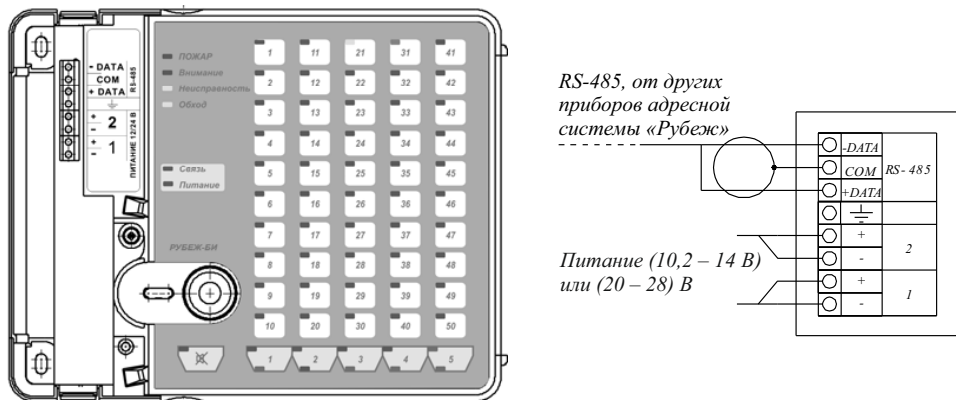 - DATA
COM
+ DATA
RS-485
+
-
2
+
-
1
ПИТАНИЕ 12/24 В
ПОЖАР
Внимание
Неисправность
Обход
Связь
Питание
РУБЕЖ-БИ
1 11 21 31 41
2 12 22 32 42
3 13 23 33 43
4 14 24 34 44
5 15 25 35 45
6 16 26 36 46
7 17 27 37 47
8 18 28 38 48
9 19 29 39 49
10 20 30 40 50
1 2 3 4 5
RS-485, от других
приборов адресной
системы «Рубеж»
Питание (10,2 – 14 В)
или (20 – 28) В
-DATA
COM
+DATA
RS- 485
+
-
2
+
-
1